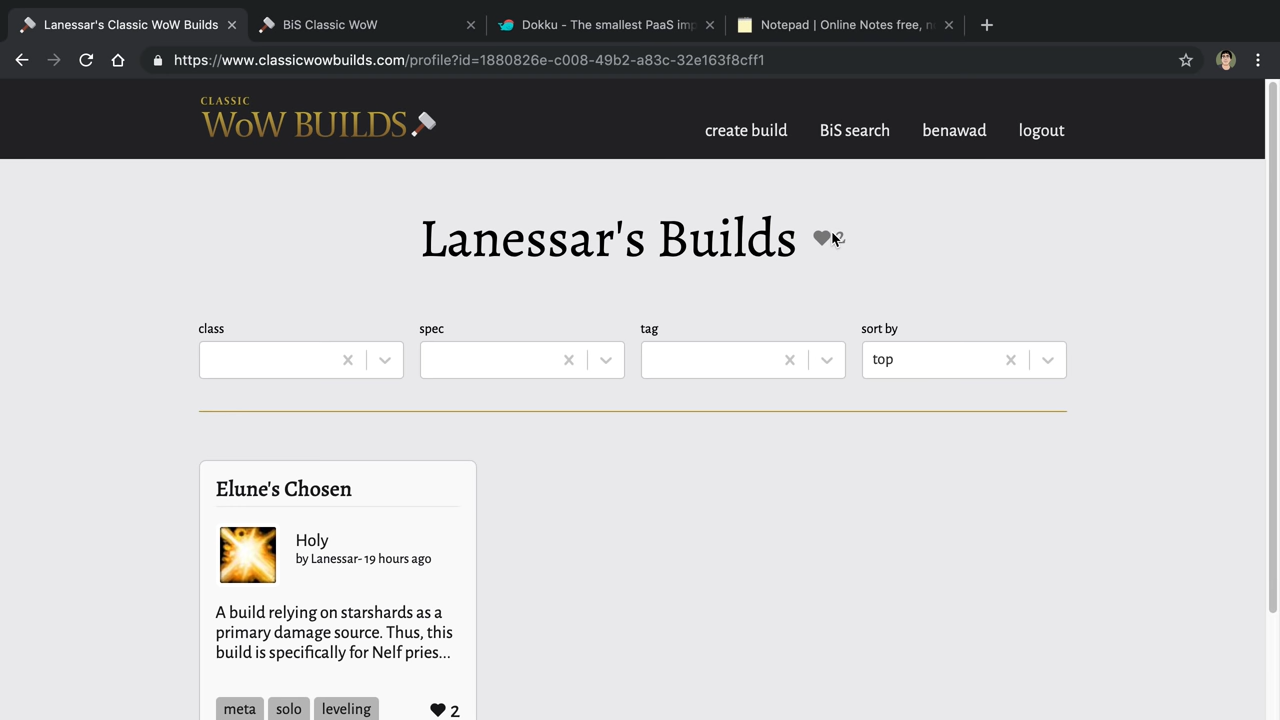 Lanessar's Classic WoW Builds
BiS Classic WoW
Dokku - The smallest PaaS imp
Notepad | Online Notes free, n
https://www.classicwowbuilds.com/profile?id=1880826e-c008-49b2-a83c-32e163f8cff1
CLASSIC
WoW BUILDS
create build
BiS search
benawad
logout
Lanessar's Builds
2
class
spec
tag
sort by
top
Elune's Chosen
Holy
by Lanessar- 19 hours ago
A build relying on starshards as a
primary damage source. Thus, this
build is specifically for Nelf pries...
meta solo leveling
2